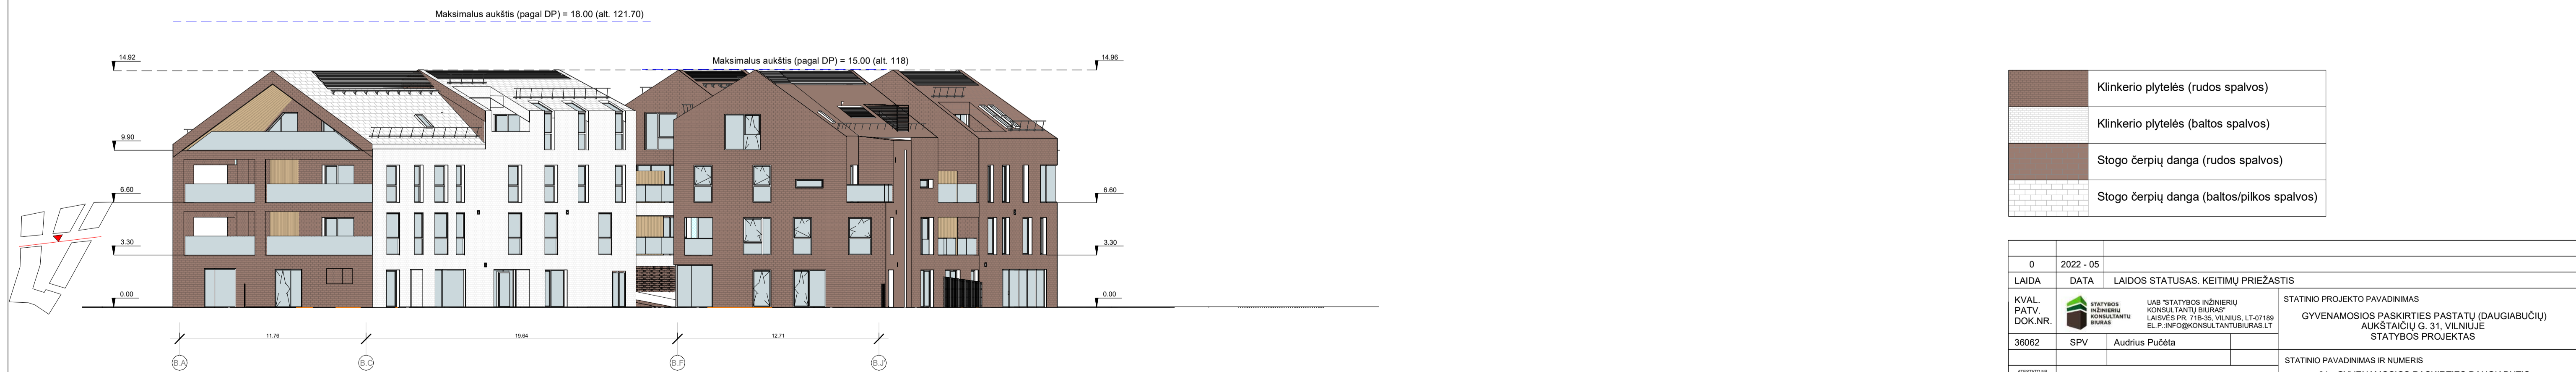 Maksimalus aukštis (pagal DP) = 18.00 (alt. 121.70)
Maksimalus aukštis (pagal DP) = 15.00 (alt. 118)
14.92
9.90
6.60
3.30
0.00
14.96
6.60
3.30
0.00
11.76
19.64
12.71
B.A
B.C
B.F
B.J'
Klinkerio plytelės (rudos spalvos)
Klinkerio plytelės (baltos spalvos)
Stogo čerpių danga (rudos spalvos)
Stogo čerpių danga (baltos/pilkos spalvos)
0 2022 - 05
LAIDA DATA LAIDOS STATUSAS. KEITIMŲ PRIEŽASTIS
KVAL.
PATV.
DOK.NR.
STATYBOS
INŽINIERIŲ
KONSULTANTŲ
BIURAS
UAB "STATYBOS INŽINIERIŲ
KONSULTANTŲ BIURAS"
LAISVĖS PR. 71B-35, VILNIUS, LT-07189
EL.P.:INFO@KONSULTANTUBIURAS.LT
STATINIO PROJEKTO PAVADINIMAS
GYVENAMOSIOS PASKIRTIES PASTATŲ (DAUGIABUČIŲ)
AUKŠTAIČIŲ G. 31, VILNIUJE
STATYBOS PROJEKTAS
36062 SPV Audrius Pučėta
STATINIO PAVADINIMAS IR NUMERIS